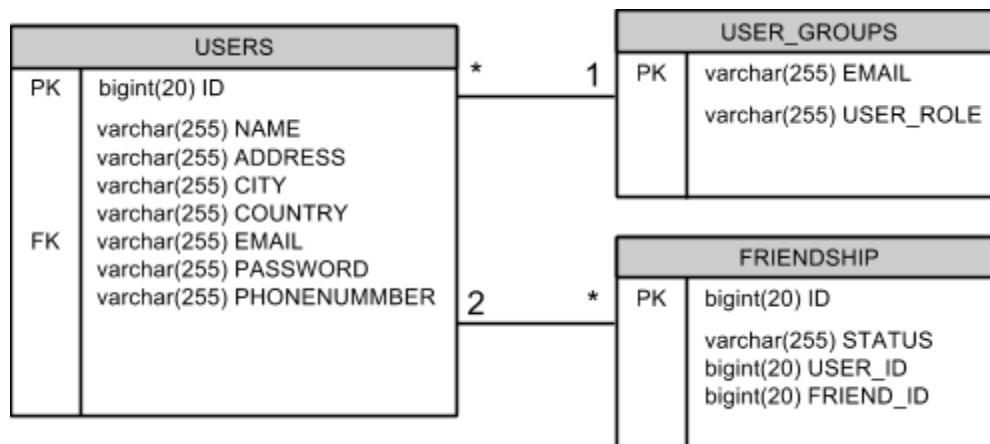 USERS
PK bigint(20) ID
varchar(255) NAME
varchar(255) ADDRESS
varchar(255) CITY
varchar(255) COUNTRY
FK varchar(255) EMAIL
varchar(255) PASSWORD
varchar(255) PHONENUMMBER
* 1
2 *
USER_GROUPS
PK varchar(255) EMAIL
varchar(255) USER_ROLE
FRIENDSHIP
PK bigint(20) ID
varchar(255) STATUS
bigint(20) USER_ID
bigint(20) FRIEND_ID